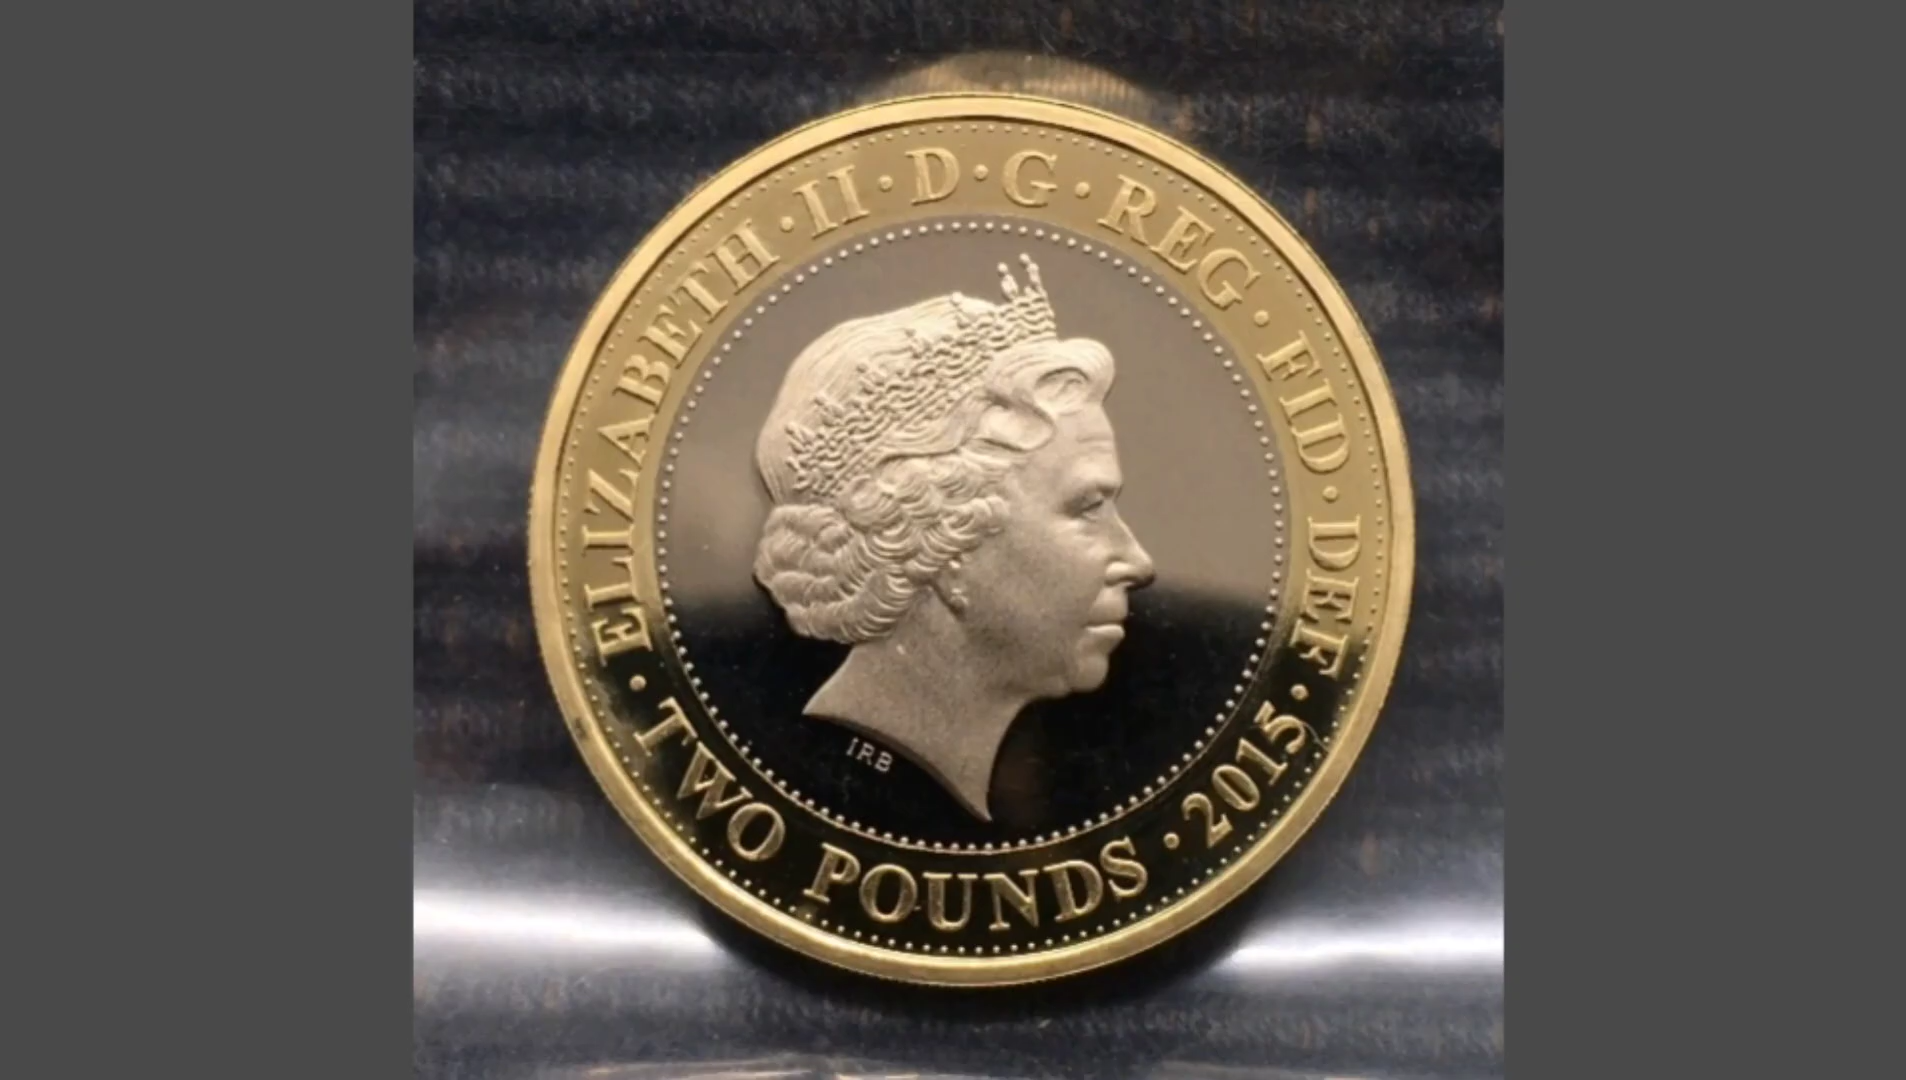 ELIZABETH · II · D · G · REG · FID · DEF · 2015
· TWO POUNDS ·
IRB